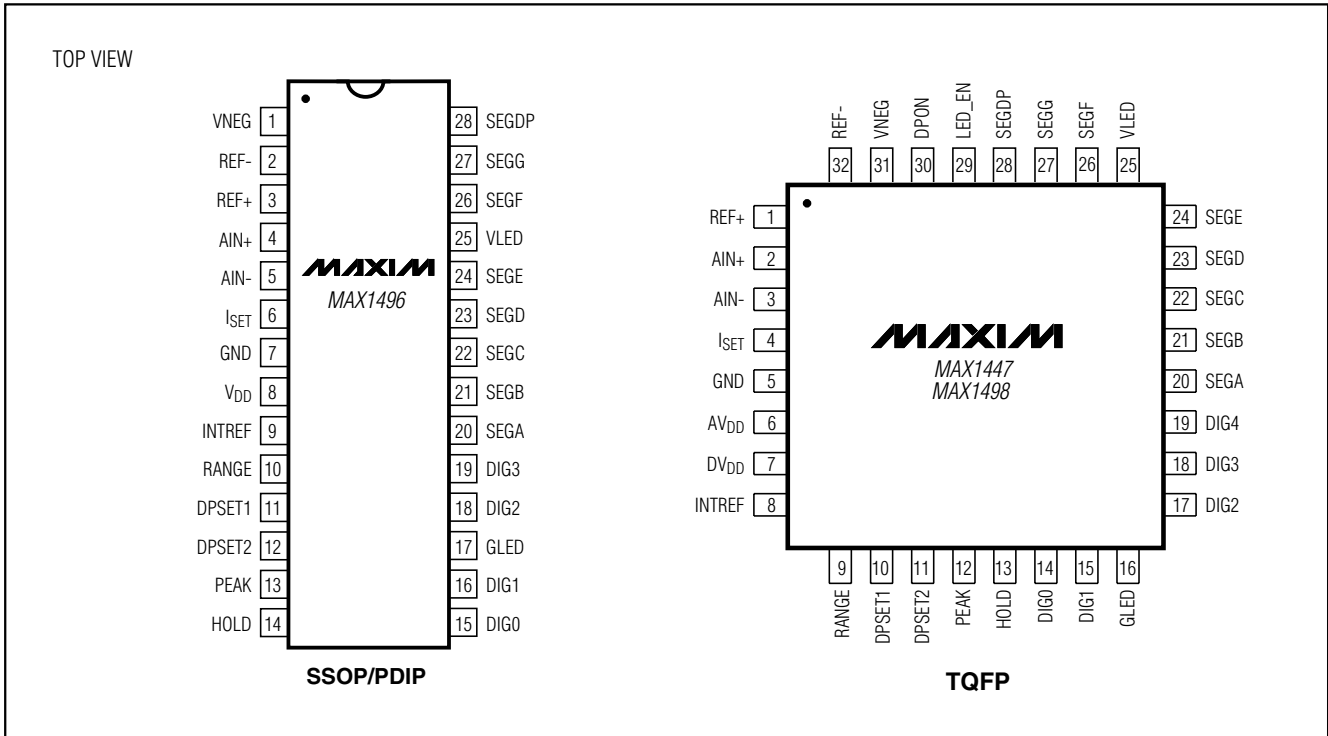 TOP VIEW
VNEG 1
REF- 2
REF+ 3
AIN+ 4
AIN- 5
ISET 6
GND 7
VDD 8
INTREF 9
RANGE 10
DPSET1 11
DPSET2 12
PEAK 13
HOLD 14
28 SEGDP
27 SEGG
26 SEGF
25 VLED
24 SEGE
23 SEGD
22 SEGC
21 SEGB
20 SEGA
19 DIG3
18 DIG2
17 GLED
16 DIG1
15 DIG0
MAXIM
MAX1496
SSOP/PDIP
REF- 32
VNEG 31
DPON 30
LED_EN 29
SEGDP 28
SEGG 27
SEGF 26
VLED 25
REF+ 1
AIN+ 2
AIN- 3
ISET 4
GND 5
AVDD 6
DVDD 7
INTREF 8
MAXIM
MAX1447
MAX1498
24 SEGE
23 SEGD
22 SEGC
21 SEGB
20 SEGA
19 DIG4
18 DIG3
17 DIG2
9 RANGE
10 DPSET1
11 DPSET2
12 PEAK
13 HOLD
14 DIG0
15 DIG1
16 GLED
TQFP